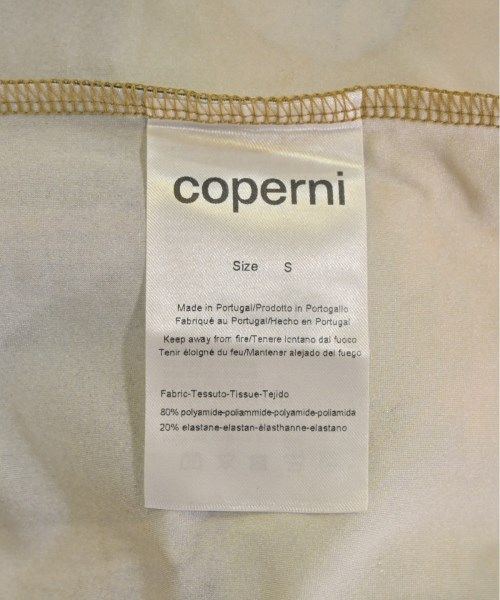 coperni
Size S
Made in Portugal/Prodotto in Portogallo
Fabriqué au Portugal/Hecho en Portugal
Keep away from fire/Tenere lontano dal fuoco
Tenir éloigné du feu/Mantener alejado del fuego
Fabric-Tessuto-Tissue-Tejido
80% polyamide-poliammide-polyamide-poliamida
20% elastane-elastan-élasthanne-elastano